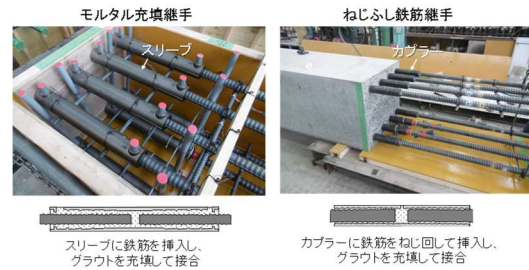 モルタル充填継手
スリーブ
スリーブに鉄筋を挿入し、
グラウトを充填して接合
ねじふし鉄筋継手
カプラー
カプラーに鉄筋をねじ回して挿入し、
グラウトを充填して接合